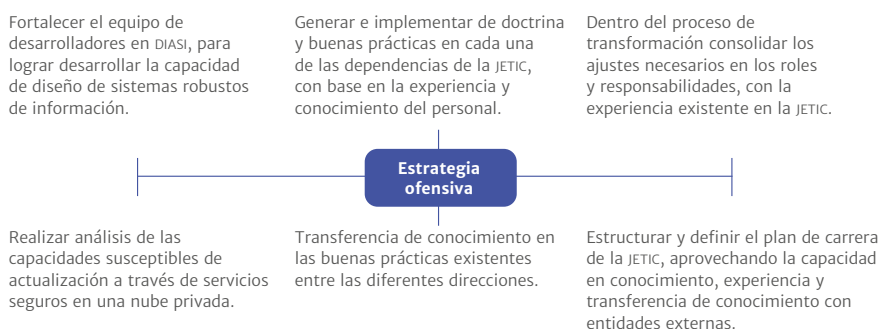 Fortalecer el equipo de
desarrolladores en DIASI, para
lograr desarrollar la capacidad
de diseño de sistemas robustos
de información.
Generar e implementar de doctrina
y buenas prácticas en cada una
de las dependencias de la JETIC,
con base en la experiencia y
conocimiento del personal.
Dentro del proceso de
transformación consolidar los
ajustes necesarios en los roles
y responsabilidades, con la
experiencia existente en la JETIC.
Estrategia
ofensiva
Realizar análisis de las
capacidades susceptibles de
actualización a través de servicios
seguros en una nube privada.
Transferencia de conocimiento en
las buenas prácticas existentes
entre las diferentes direcciones.
Estructurar y definir el plan de carrera
de la JETIC, aprovechando la capacidad
en conocimiento, experiencia y
transferencia de conocimiento con
entidades externas.